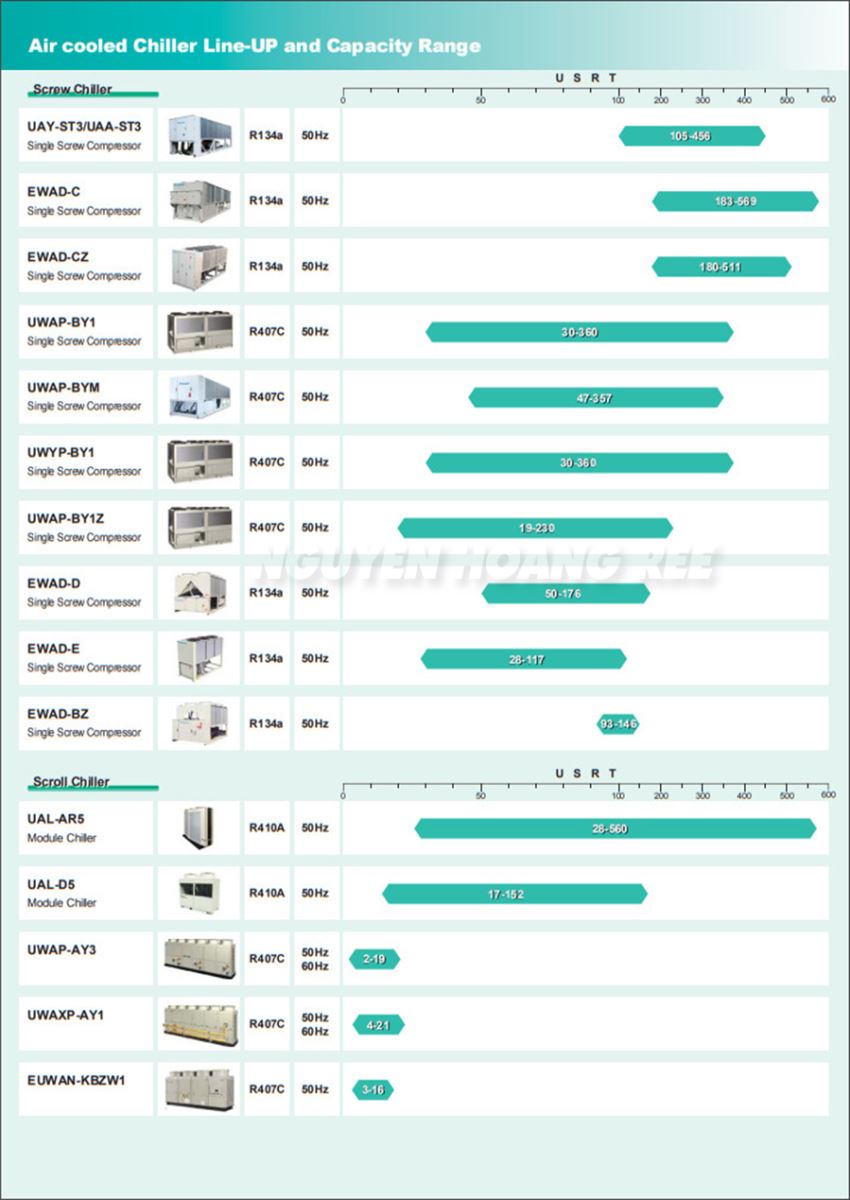 Air cooled Chiller Line-UP and Capacity Range
Screw Chiller
U S R T
0 50 100 200 300 400 500 600
UAY-ST3/UAA-ST3
Single Screw Compressor
R134a 50Hz 105-456
EWAD-C
Single Screw Compressor
R134a 50Hz 183-569
EWAD-CZ
Single Screw Compressor
R134a 50Hz 180-511
UWAP-BY1
Single Screw Compressor
R407C 50Hz 30-360
UWAP-BYM
Single Screw Compressor
R407C 50Hz 47-357
UWYP-BY1
Single Screw Compressor
R407C 50Hz 30-360
UWAP-BY1Z
Single Screw Compressor
R407C 50Hz 19-230
NGUYEN HOANG REE
EWAD-D
Single Screw Compressor
R134a 50Hz 50-176
EWAD-E
Single Screw Compressor
R134a 50Hz 28-117
EWAD-BZ
Single Screw Compressor
R134a 50Hz 93-146
Scroll Chiller
U S R T
0 50 100 200 300 400 500 600
UAL-AR5
Module Chiller
R410A 50Hz 28-560
UAL-D5
Module Chiller
R410A 50Hz 17-152
UWAP-AY3
R407C 50Hz 2-19
60Hz
UWAXP-AY1
R407C 50Hz 4-21
60Hz
EUWAN-KBZW1
R407C 50Hz 3-16